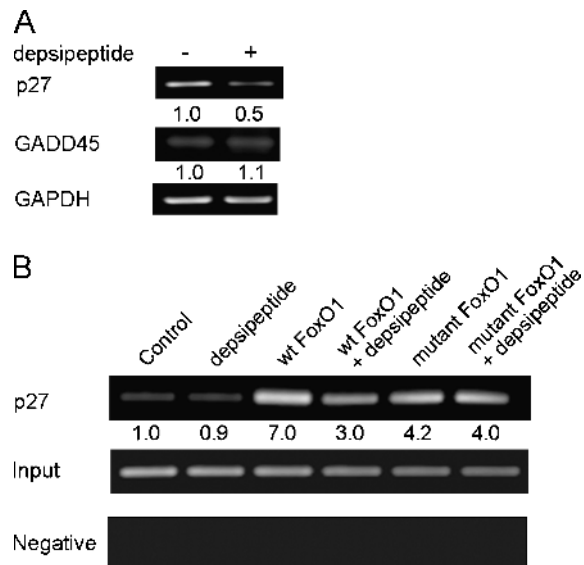 A
depsipeptide - +
p27
1.0 0.5
GADD45
1.0 1.1
GAPDH
B
Control depsipeptide wt FoxO1 wt FoxO1 + depsipeptide mutant FoxO1 mutant FoxO1 + depsipeptide
p27
1.0 0.9 7.0 3.0 4.2 4.0
Input
Negative